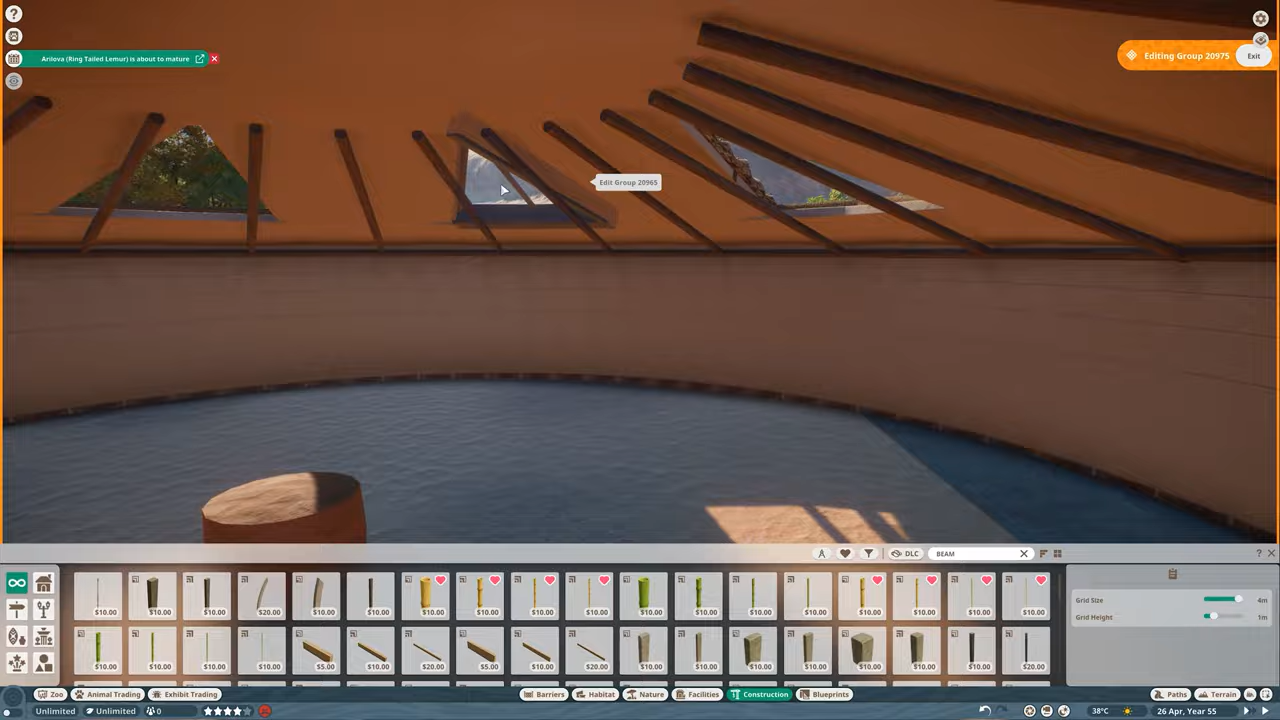 ?
Arilova (Ring Tailed Lemur) is about to mature
Editing Group 20975 Exit
Edit Group 20965
DLC BEAM ?
$10.00 $10.00 $10.00 $20.00 $10.00 $10.00 $10.00 $10.00 $10.00 $10.00 $10.00 $10.00 $10.00 $10.00 $10.00 $10.00 $10.00 $10.00
$10.00 $10.00 $10.00 $10.00 $5.00 $10.00 $20.00 $5.00 $10.00 $20.00 $10.00 $10.00 $10.00 $10.00 $10.00 $10.00 $10.00 $20.00
Grid Size 4m
Grid Height 1m
Zoo Animal Trading Exhibit Trading Barriers Habitat Nature Facilities Construction Blueprints Paths Terrain
Unlimited Unlimited 0 38°C 26 Apr, Year 55